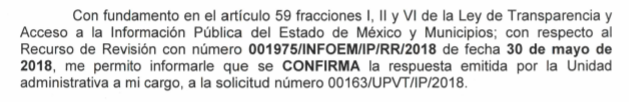 Con fundamento en el artículo 59 fracciones I, II y VI de la Ley de Transparencia y
Acceso a la Información Pública del Estado de México y Municipios; con respecto al
Recurso de Revisión con número 001975/INFOEM/IP/RR/2018 de fecha 30 de mayo de
2018, me permito informarle que se CONFIRMA la respuesta emitida por la Unidad
administrativa a mi cargo, a la solicitud número 00163/UPVT/IP/2018.